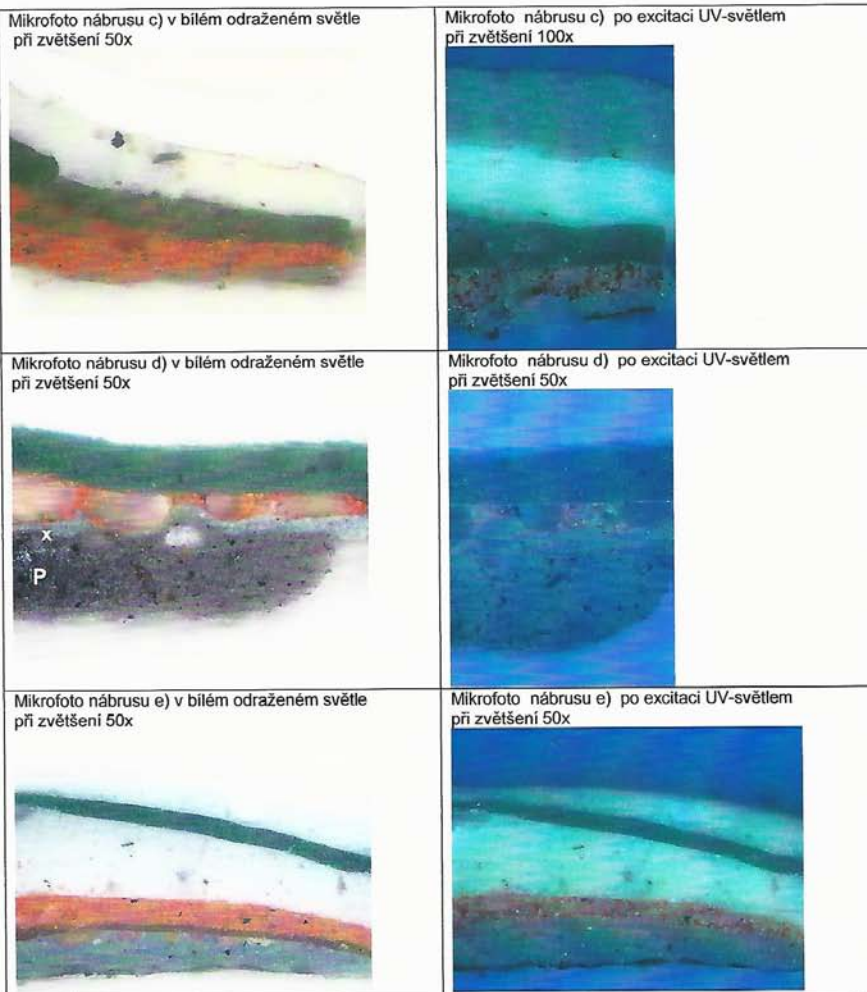 Mikrofoto nábrusu c) v bílém odraženém světle
při zvětšení 50x
Mikrofoto nábrusu c) po excitaci UV-světlem
při zvětšení 100x
Mikrofoto nábrusu d) v bílém odraženém světle
při zvětšení 50x
x
P
Mikrofoto nábrusu d) po excitaci UV-světlem
při zvětšení 50x
Mikrofoto nábrusu e) v bílém odraženém světle
při zvětšení 50x
Mikrofoto nábrusu e) po excitaci UV-světlem
při zvětšení 50x